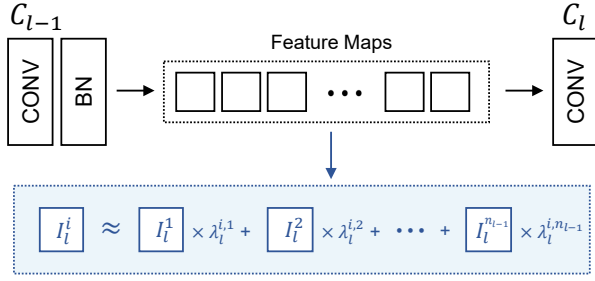 C_{l-1} C_l
Feature Maps
CONV BN ••• CONV
I_l^i ≈ I_l^1 × λ_l^{i,1} + I_l^2 × λ_l^{i,2} + ••• + I_l^{n_{l-1}} × λ_l^{i,n_{l-1}}